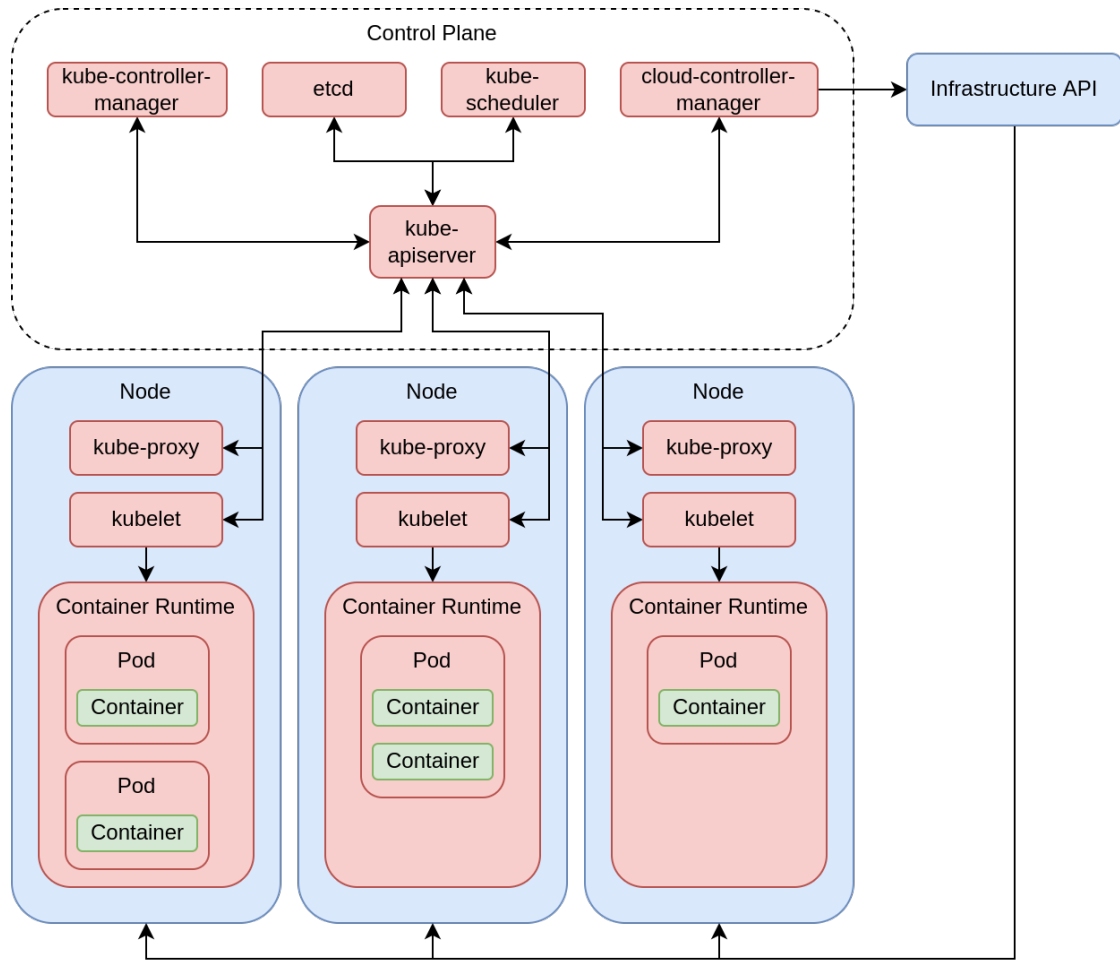 Control Plane
kube-controller-
manager
etcd
kube-
scheduler
cloud-controller-
manager
Infrastructure API
kube-
apiserver
Node
kube-proxy
kubelet
Container Runtime
Pod
Container
Pod
Container
Node
kube-proxy
kubelet
Container Runtime
Pod
Container
Container
Node
kube-proxy
kubelet
Container Runtime
Pod
Container